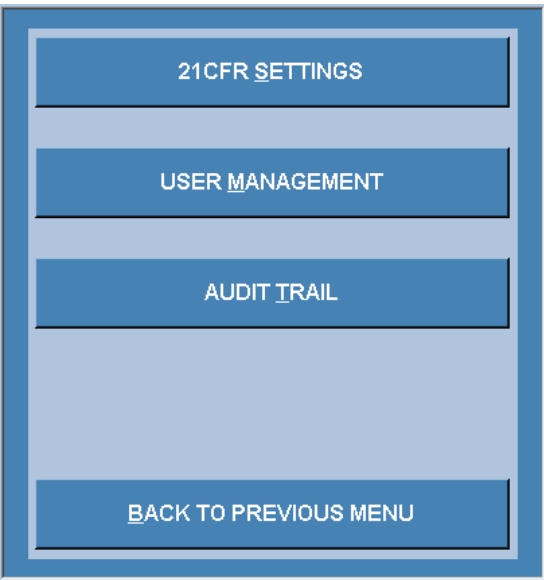 21CFR SETTINGS
USER MANAGEMENT
AUDIT TRAIL
BACK TO PREVIOUS MENU